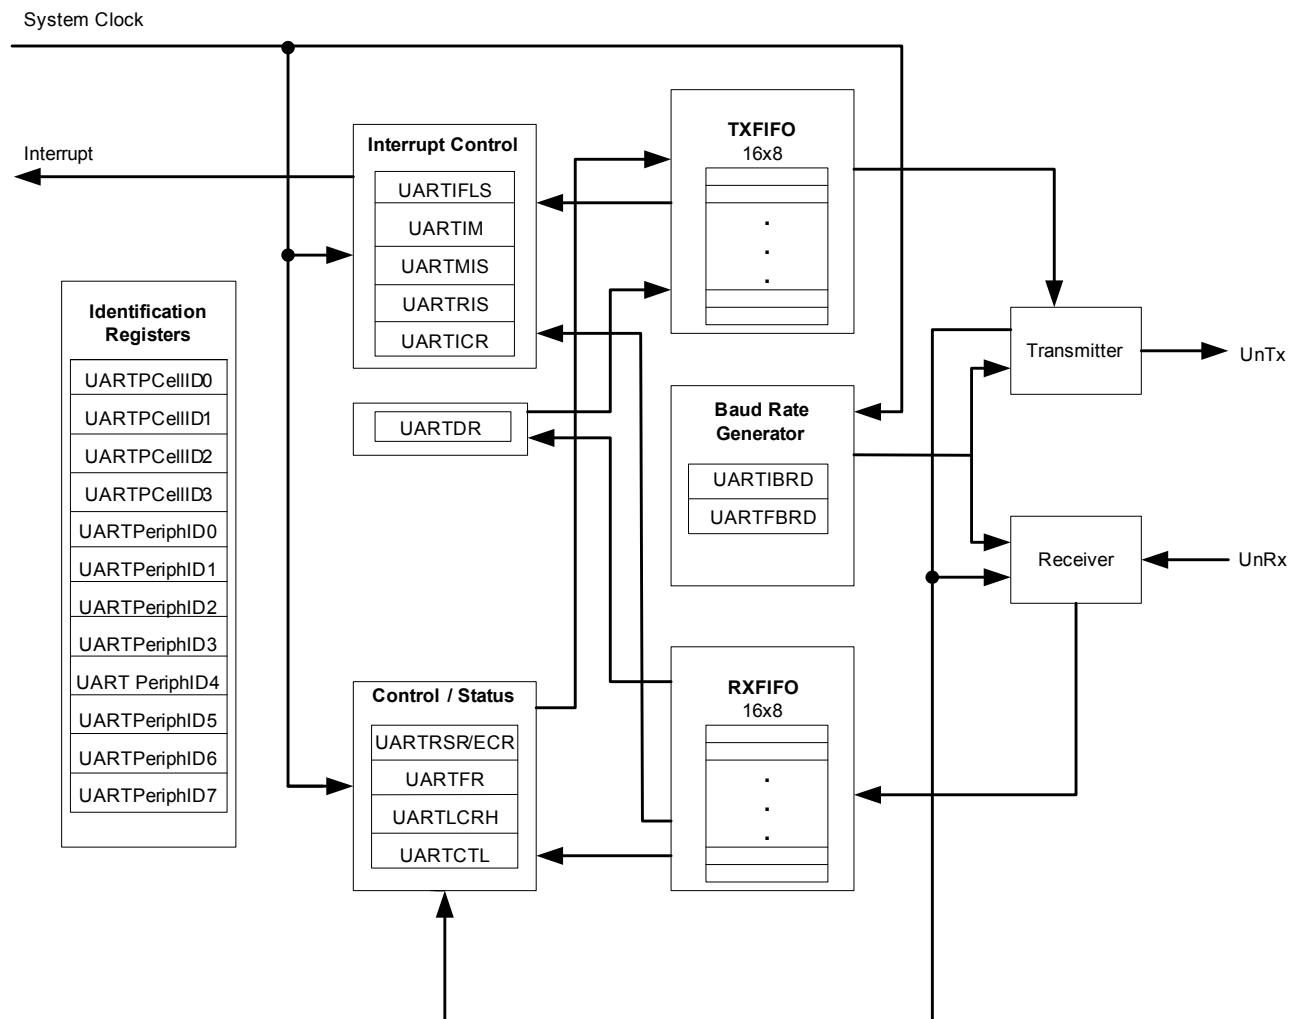 System Clock
Interrupt
Identification
Registers
UARTPCellID0
UARTPCellID1
UARTPCellID2
UARTPCellID3
UARTPeriphID0
UARTPeriphID1
UARTPeriphID2
UARTPeriphID3
UART PeriphID4
UARTPeriphID5
UARTPeriphID6
UARTPeriphID7
Interrupt Control
UARTIFLS
UARTIM
UARTMIS
UARTRIS
UARTICR
UARTDR
Control / Status
UARTRSR/ECR
UARTFR
UARTLCRH
UARTCTL
TXFIFO
16x8
.
.
.
Baud Rate
Generator
UARTIBRD
UARTFBRD
RXFIFO
16x8
.
.
.
Transmitter
UnTx
Receiver
UnRx